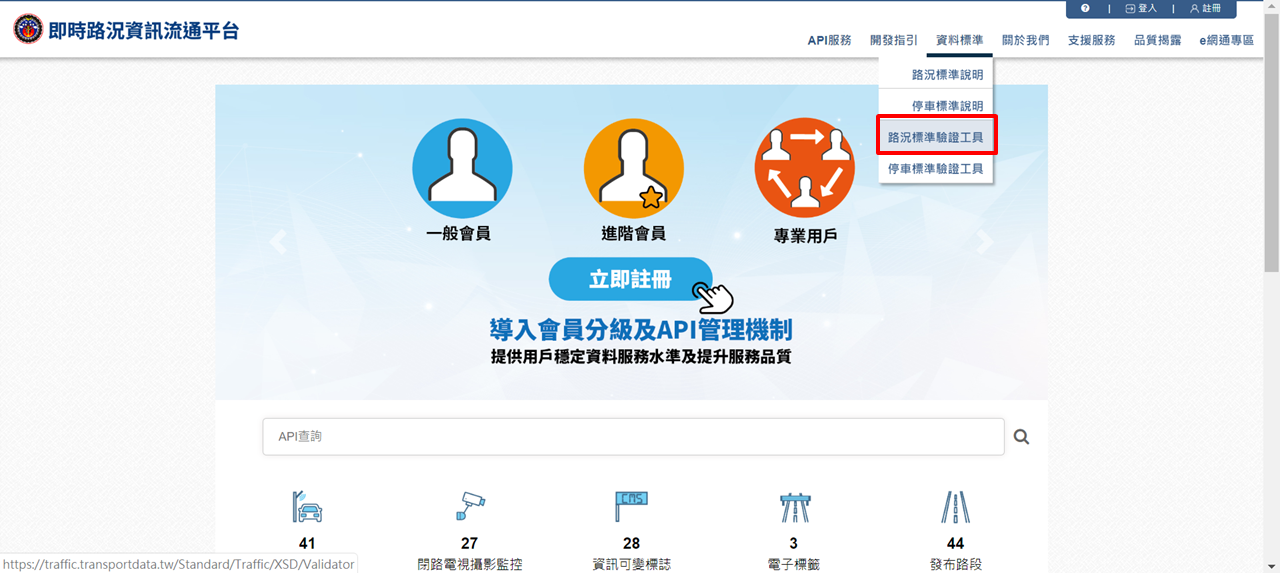 登入 | 註冊
即時路況資訊流通平台
API服務 開發指引 資料標準 關於我們 支援服務 品質揭露 e網通專區
路況標準說明
停車標準說明
路況標準驗證工具
停車標準驗證工具
一般會員 進階會員 專業用戶
立即註冊
導入會員分級及API管理機制
提供用戶穩定資料服務水準及提升服務品質
API查詢
CMS
41 27 28 3 44
閉路電視攝影監控 資訊可變標誌 電子標籤 發布路段
https://traffic.transportdata.tw/Standard/Traffic/XSD/Validator